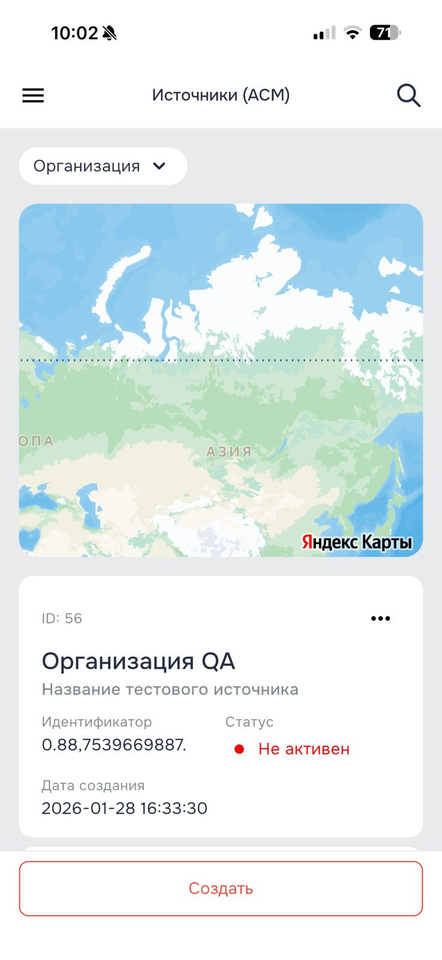 10:02
71
Источники (АСМ)
Организация
ОПА
АЗИЯ
Яндекс Карты
ID: 56
Организация QA
Название тестового источника
Идентификатор
Статус
0.88,7539669887.
Не активен
Дата создания
2026-01-28 16:33:30
Создать